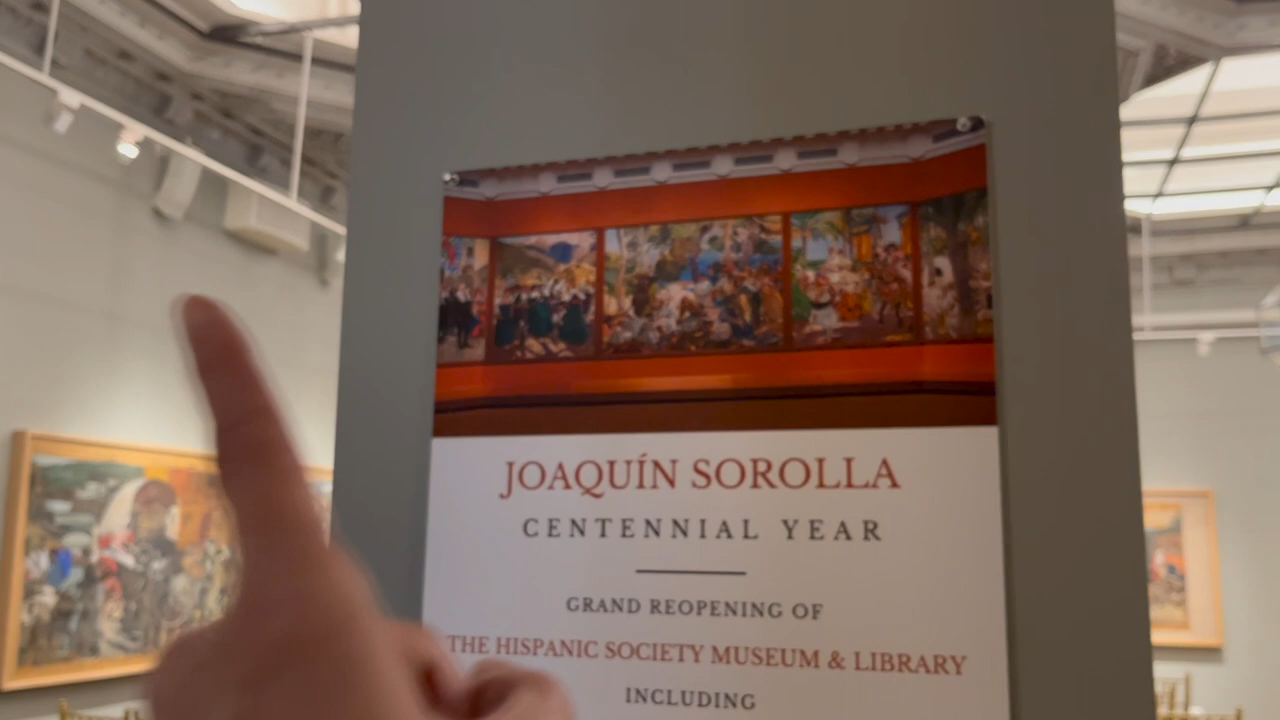 JOAQUÍN SOROLLA
CENTENNIAL YEAR
GRAND REOPENING OF
THE HISPANIC SOCIETY MUSEUM & LIBRARY
INCLUDING